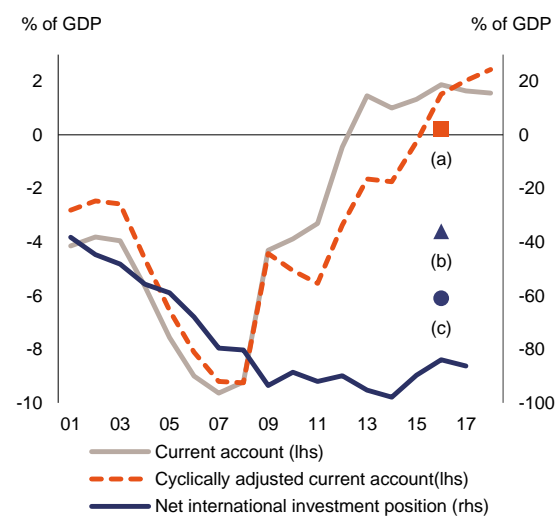 % of GDP % of GDP
2 20
0 0
(a)
-2 -20
-4 -40
(b)
-6 -60
(c)
-8 -80
-10 -100
01 03 05 07 09 11 13 15 17
Current account (lhs)
Cyclically adjusted current account(lhs)
Net international investment position (rhs)